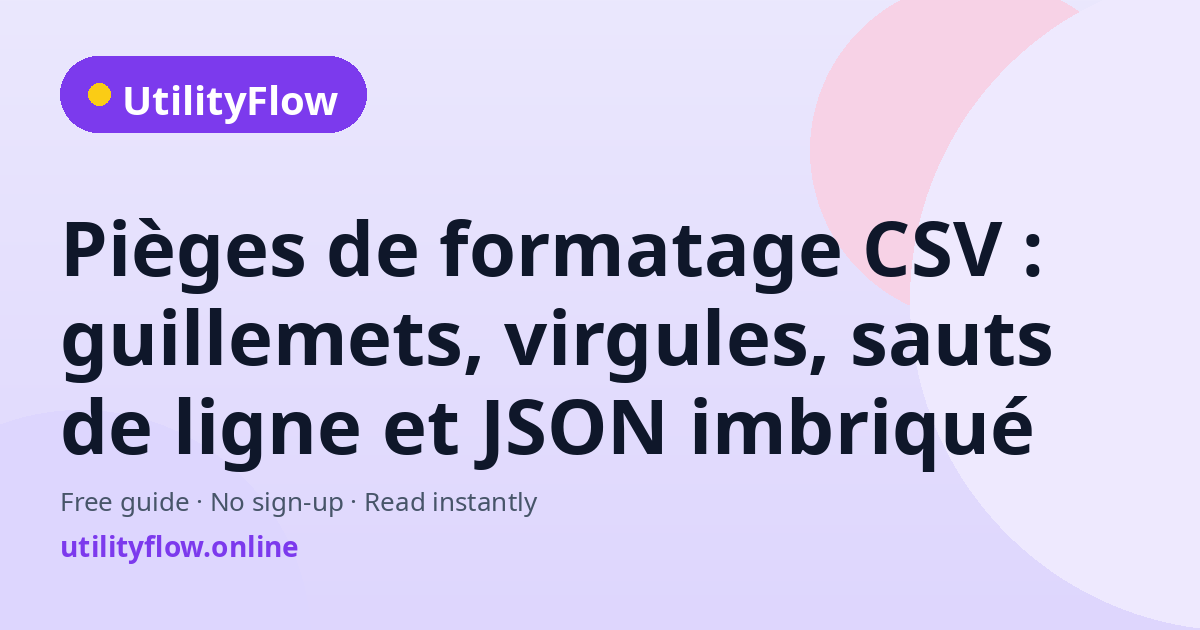 UtilityFlow
Pièges de formatage CSV :
guillemets, virgules, sauts
de ligne et JSON imbriqué
Free guide · No sign-up · Read instantly
utilityflow.online